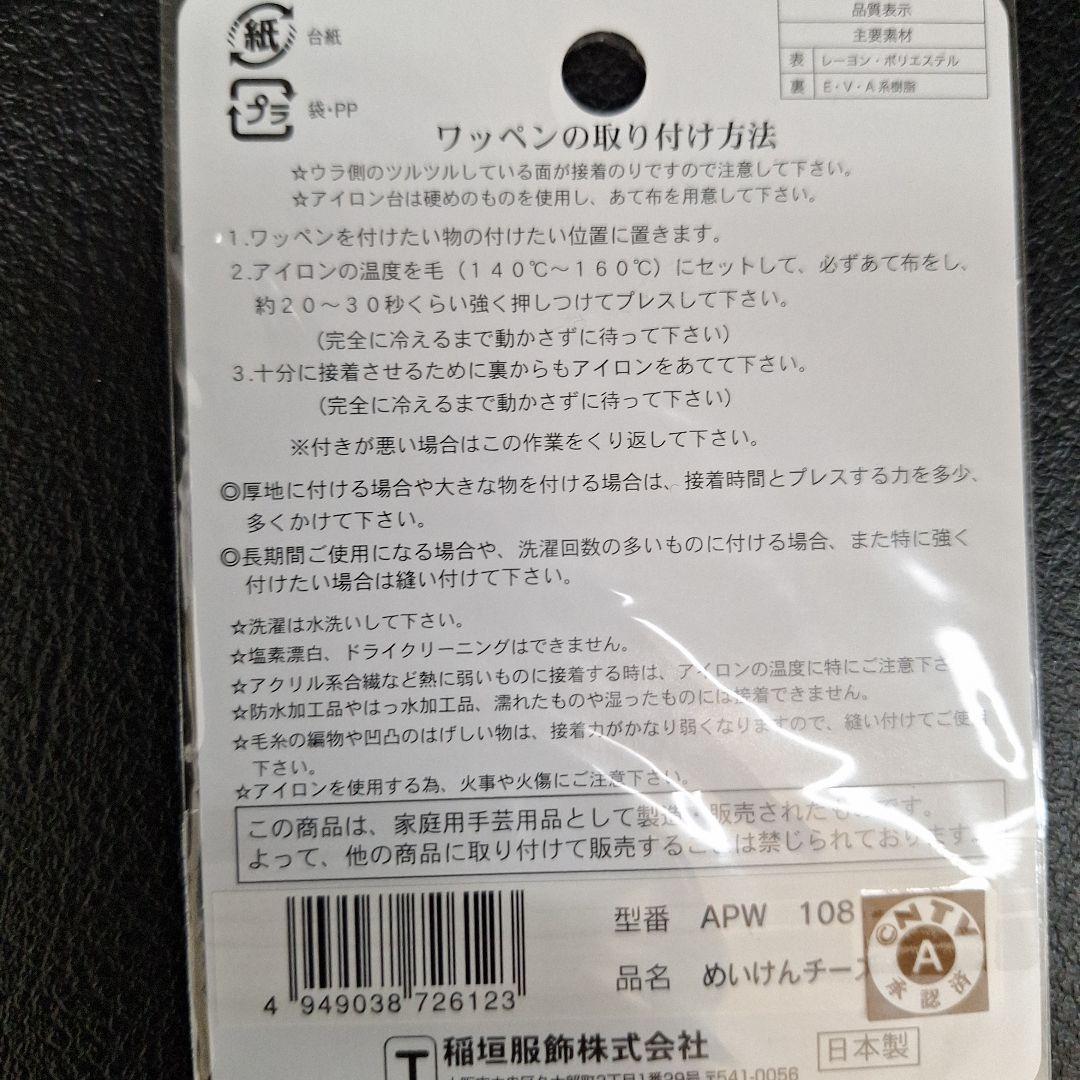 紙 台紙
プラ 袋・PP
品質表示
主要素材
表 レーヨン・ポリエステル
裏 E・V・A系樹脂
ワッペンの取り付け方法
☆ウラ側のツルツルしている面が接着のりですので注意して下さい。
☆アイロン台は硬めのものを使用し、あて布を用意して下さい。
1.ワッペンを付けたい物の付けたい位置に置きます。
2.アイロンの温度を毛（140℃〜160℃）にセットして、必ずあて布をし、
約20〜30秒くらい強く押しつけてプレスして下さい。
（完全に冷えるまで動かさずに待って下さい）
3.十分に接着させるために裏からもアイロンをあてて下さい。
（完全に冷えるまで動かさずに待って下さい）
※付きが悪い場合はこの作業をくり返して下さい。
◎厚地に付ける場合や大きな物を付ける場合は、接着時間とプレスする力を多少、
多くかけて下さい。
◎長期間ご使用になる場合や、洗濯回数の多いものに付ける場合、また特に強く
付けたい場合は縫い付けて下さい。
☆洗濯は水洗いして下さい。
☆塩素漂白、ドライクリーニングはできません。
☆アクリル系合繊など熱に弱いものに接着する時は、アイロンの温度に特にご注意下さ
☆防水加工品やはっ水加工品、濡れたものや湿ったものには接着できません。
☆毛糸の編物や凹凸のはげしい物は、接着力がかなり弱くなりますので、縫い付けてご使用
下さい。
☆アイロンを使用する為、火事や火傷にご注意下さい。
この商品は、家庭用手芸用品として製造・販売されたものです。
よって、他の商品に取り付けて販売することは禁じられております。
型番 APW 108
品名 めいけんチーズ
CNTV
A
承認済
4 949038 726123
稲垣服飾株式会社
日本製
大阪市中央区久太郎町2丁目1番29号 〒541-0056